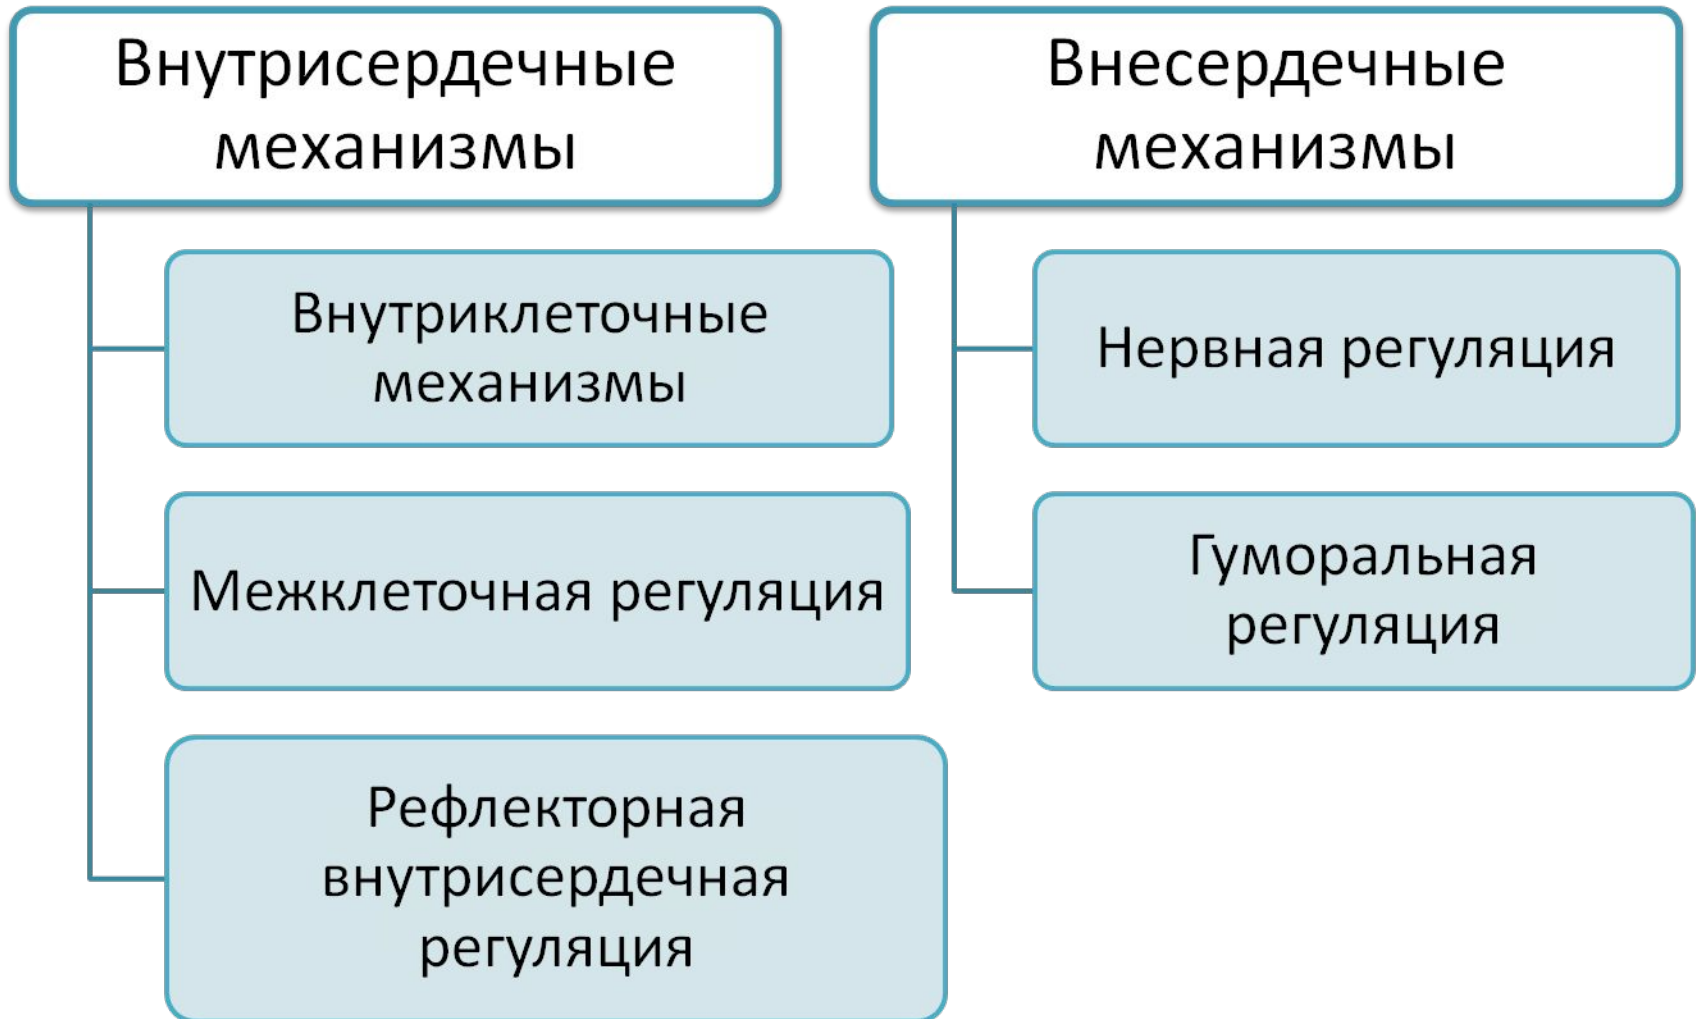 Внутрисердечные
механизмы
Внутриклеточные
механизмы
Межклеточная регуляция
Рефлекторная
внутрисердечная
регуляция
Внесердечные
механизмы
Нервная регуляция
Гуморальная
регуляция